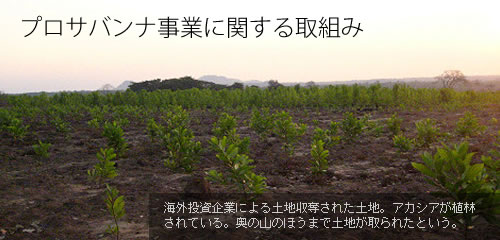 プロサバンナ事業に関する取組み
海外投資企業による土地収奪された土地。アカシアが植林
されている。奥の山のほうまで土地が取られたという。